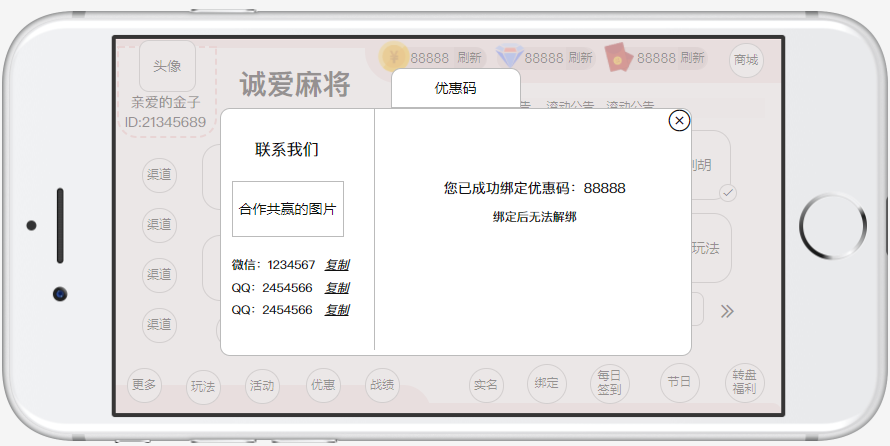 头像
88888 刷新
88888 刷新
88888 刷新
商城
诚爱麻将
优惠码
亲爱的金子
ID:21345689
告 滚动公告 滚动公告
联系我们
合作共赢的图片
微信：1234567 复制
QQ：2454566 复制
QQ：2454566 复制
您已成功绑定优惠码：88888
绑定后无法解绑
渠道
渠道
渠道
渠道
胡
玩法
更多
玩法
活动
优惠
战绩
实名
绑定
每日
签到
节日
转盘
福利